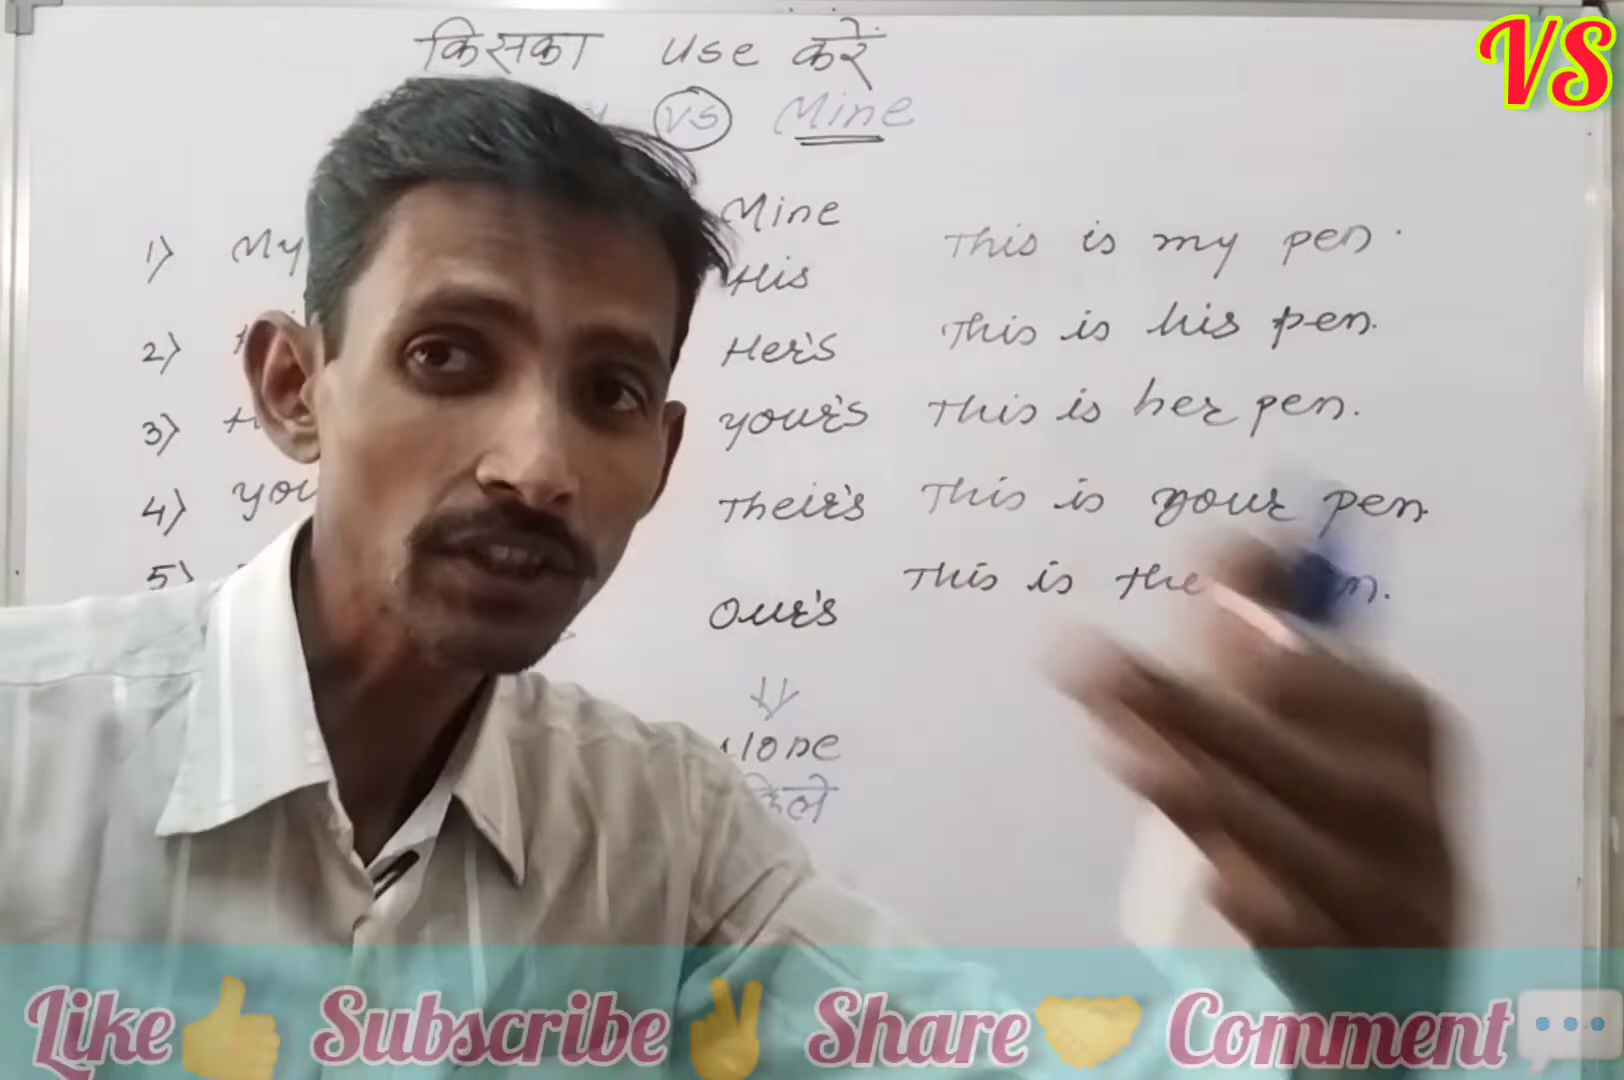 VS
किसका use करें
VS Mine
Mine
1) My
His
This is my pen.
2)
Her's
This is his pen.
3)
Your's
This is her pen.
4) you
Their's
This is your pen.
5)
Our's
This is
Like Subscribe Share Comment